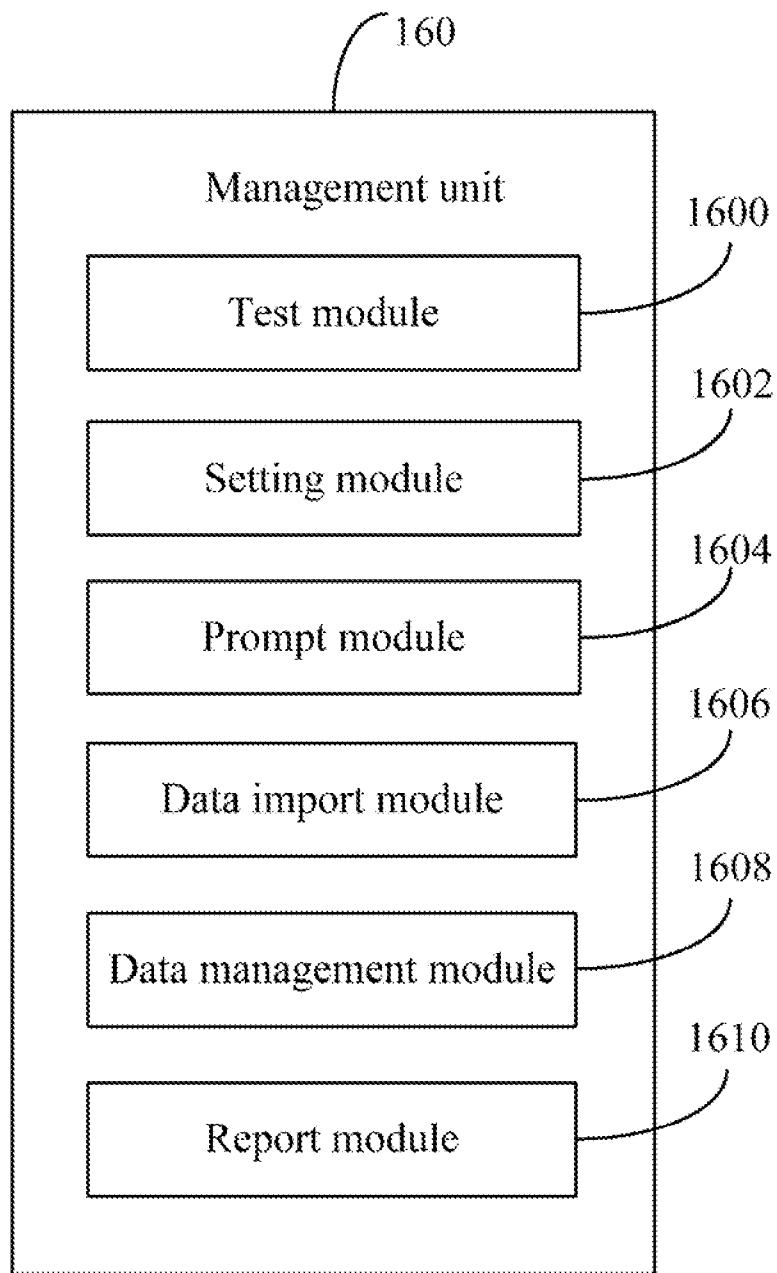 160
Management unit
1600
Test module
1602
Setting module
1604
Prompt module
1606
Data import module
1608
Data management module
1610
Report module